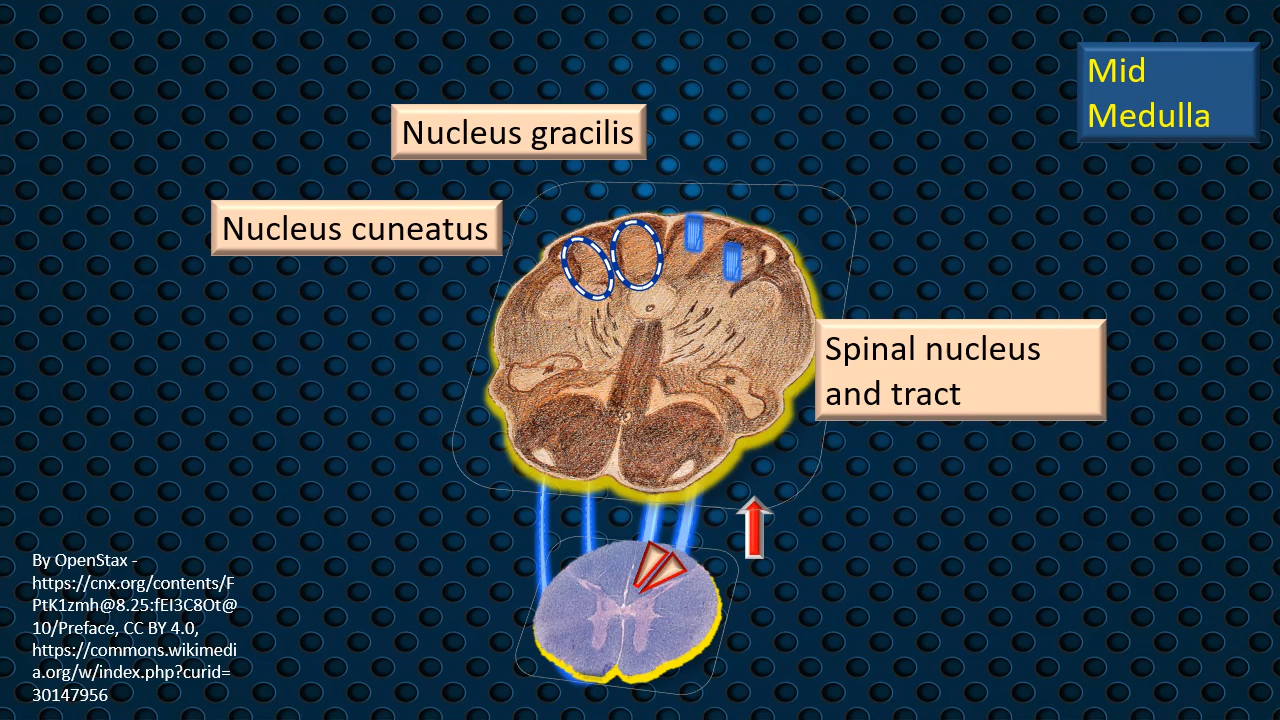 Mid
Medulla
Nucleus gracilis
Nucleus cuneatus
Spinal nucleus
and tract
By OpenStax -
https://cnx.org/contents/F
PtK1zmh@8.25:fEI3C8Ot@
10/Preface, CC BY 4.0,
https://commons.wikimedi
a.org/w/index.php?curid=
30147956